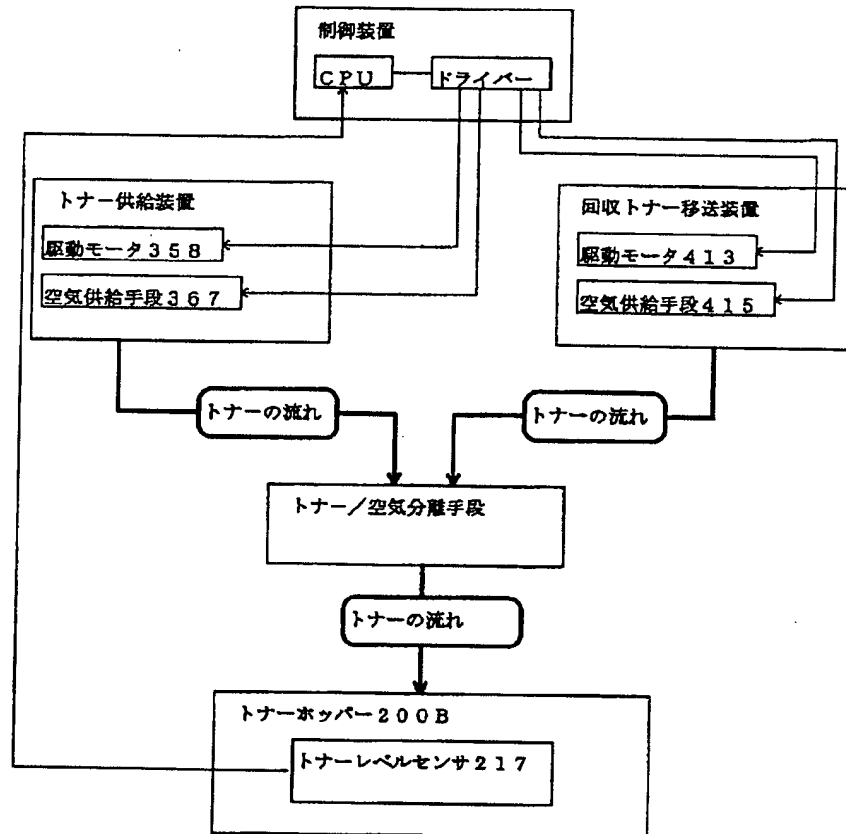 制御装置
CPU
ドライバー
トナー供給装置
駆動モータ358
空気供給手段367
回収トナー移送装置
駆動モータ413
空気供給手段415
トナーの流れ
トナーの流れ
トナー/空気分離手段
トナーの流れ
トナーホッパー200B
トナーレベルセンサ217